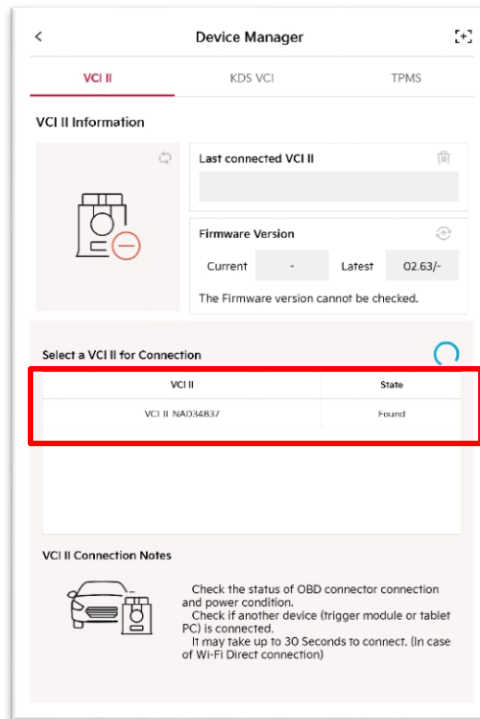 Device Manager
VCI II
KDS VCI
TPMS
VCI II Information
Last connected VCI II
Firmware Version
Current - Latest 02.63/-
The Firmware version cannot be checked.
Select a VCI II for Connection
VCI II State
VCI II NAD34837 Found
VCI II Connection Notes
Check the status of OBD connector connection
and power condition.
Check if another device (trigger module or tablet
PC) is connected.
It may take up to 30 Seconds to connect. (In case
of Wi-Fi Direct connection)